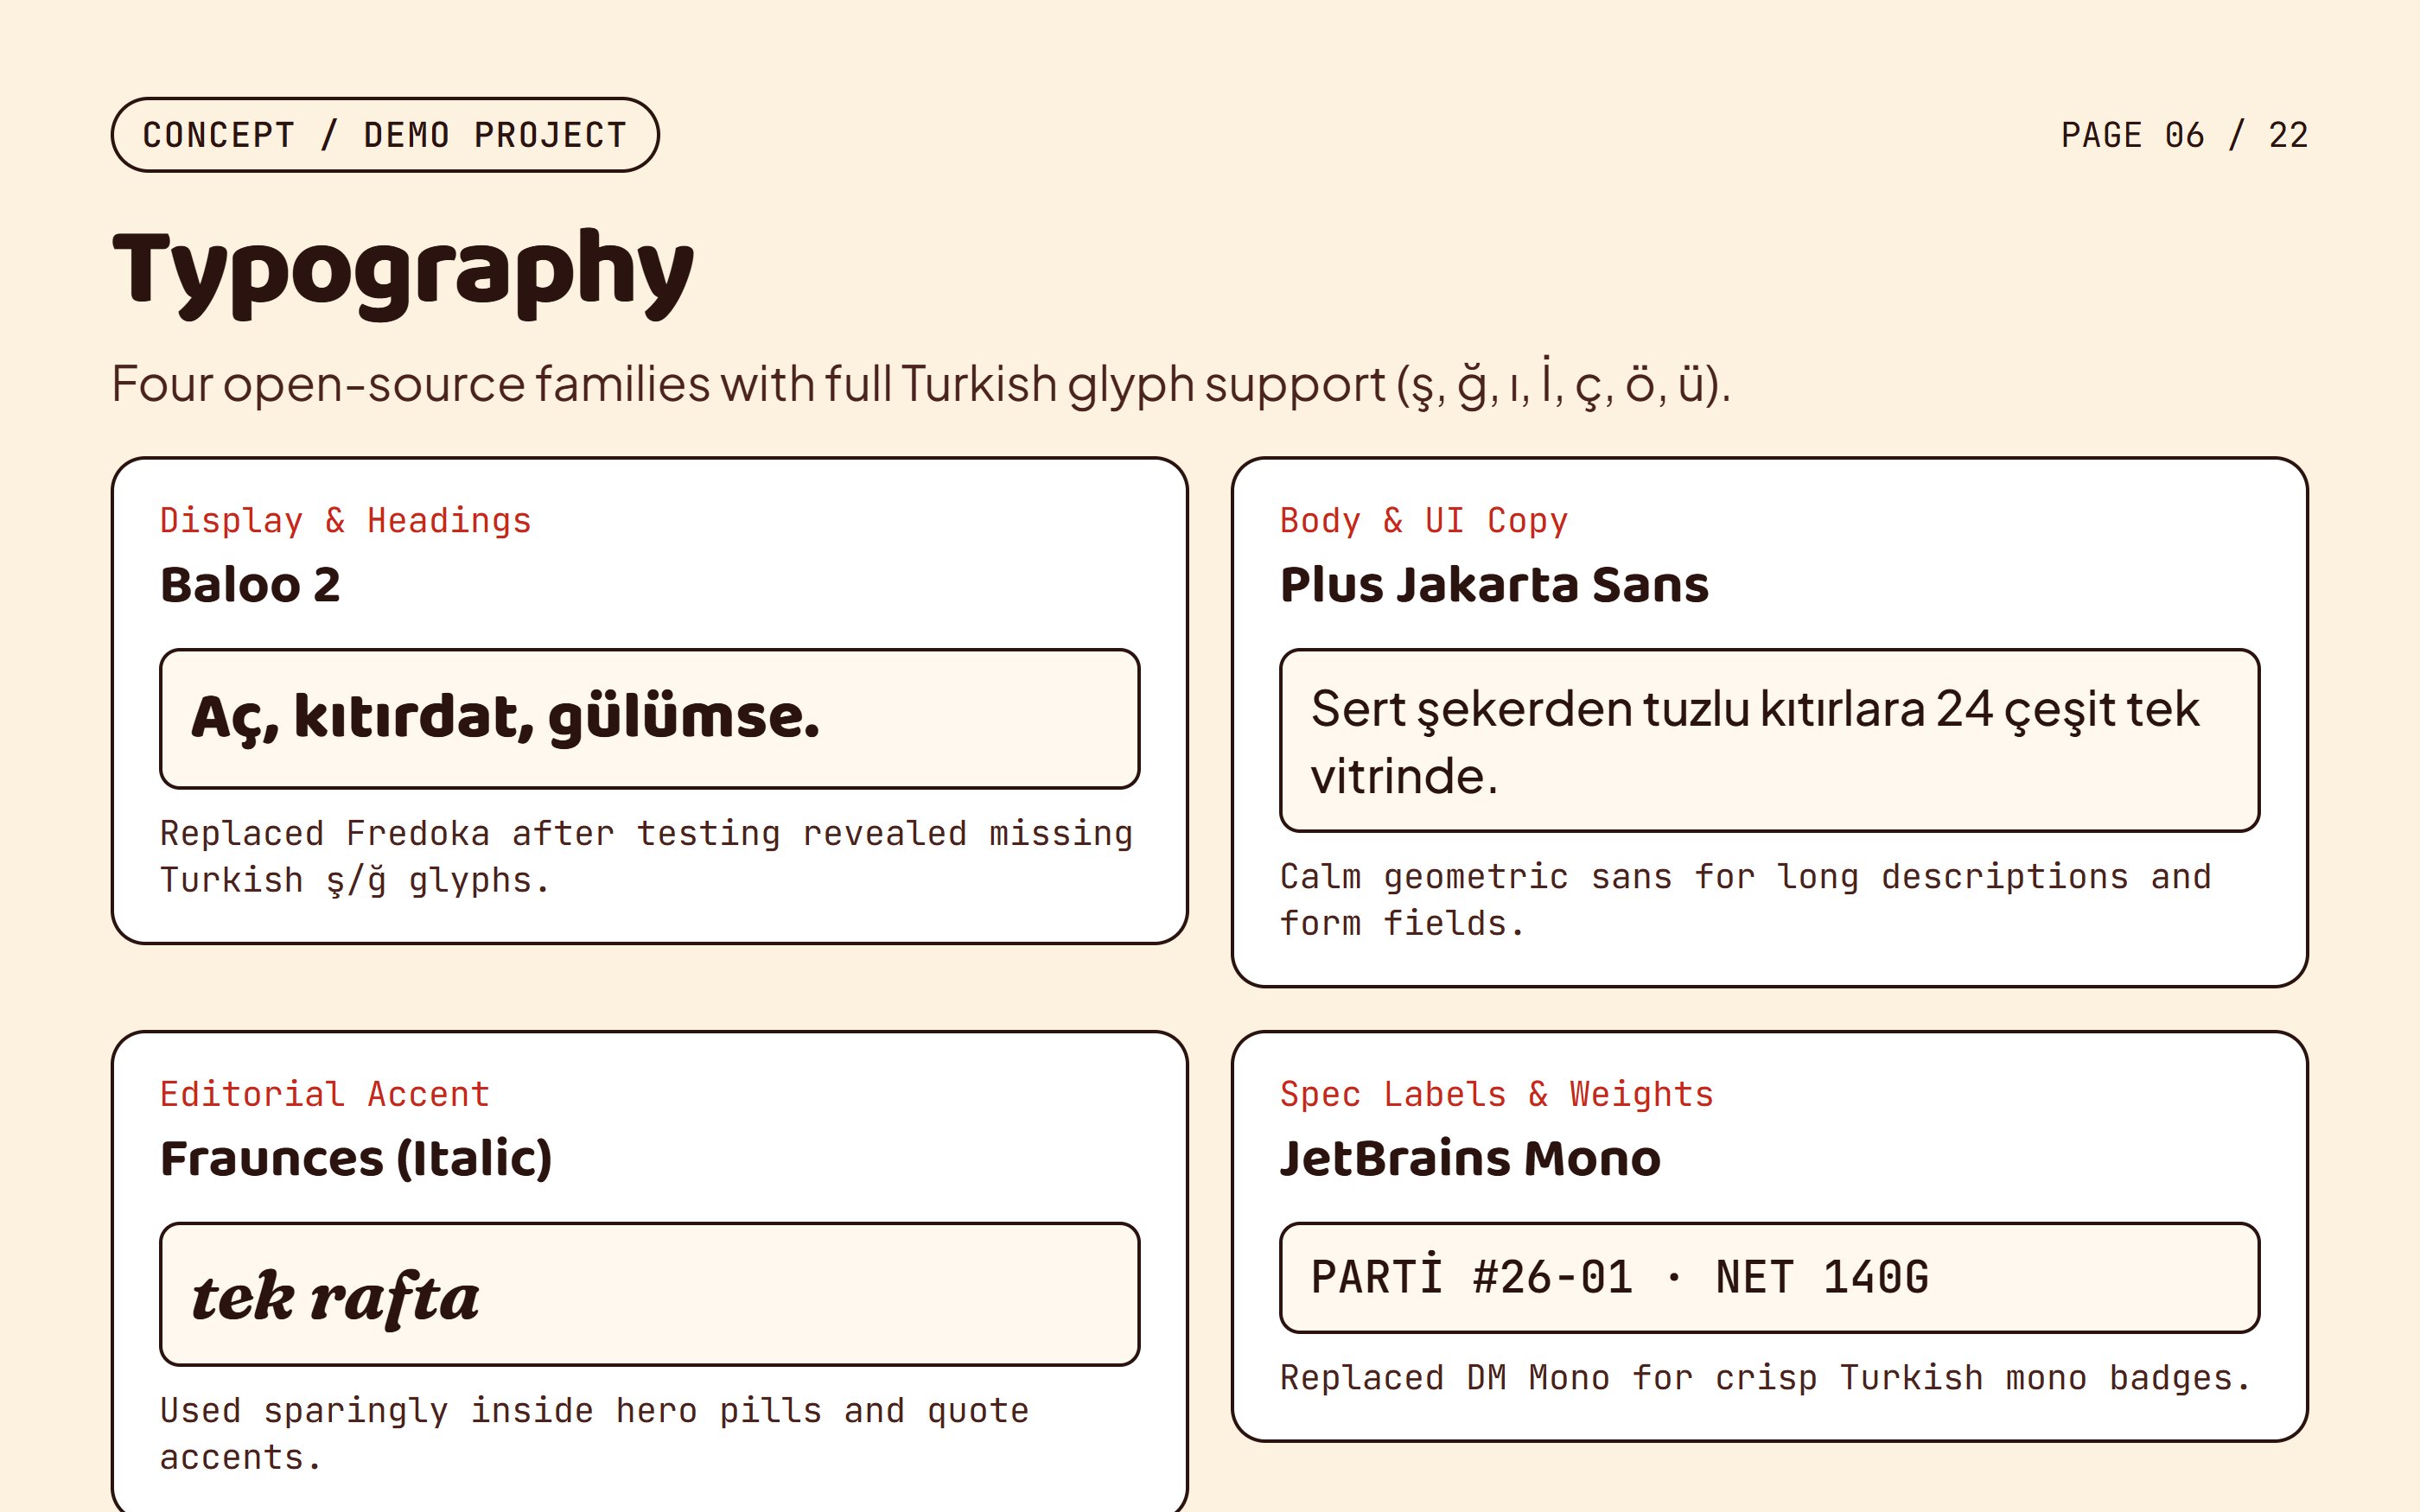 CONCEPT / DEMO PROJECT
PAGE 06 / 22
Typography
Four open-source families with full Turkish glyph support (ş, ğ, ı, İ, ç, ö, ü).
Display & Headings
Baloo 2
Aç, kıtırdat, gülümse.
Replaced Fredoka after testing revealed missing
Turkish ş/ğ glyphs.
Body & UI Copy
Plus Jakarta Sans
Sert şekerden tuzlu kıtırlara 24 çeşit tek
vitrinde.
Calm geometric sans for long descriptions and
form fields.
Editorial Accent
Fraunces (Italic)
tek rafta
Used sparingly inside hero pills and quote
accents.
Spec Labels & Weights
JetBrains Mono
PARTİ #26-01 · NET 140G
Replaced DM Mono for crisp Turkish mono badges.